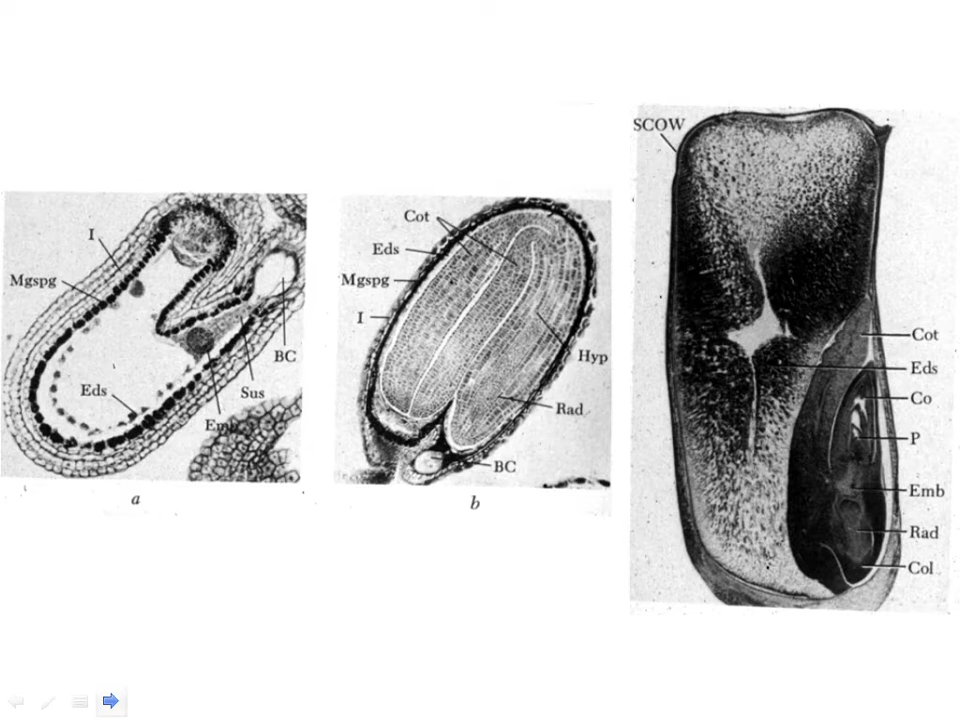 I
Mgspg
Eds
Emb
Sus
BC
a
Cot
Eds
Mgspg
I
Hyp
Rad
BC
b
SCOW
Cot
Eds
Co
P
Emb
Rad
Col